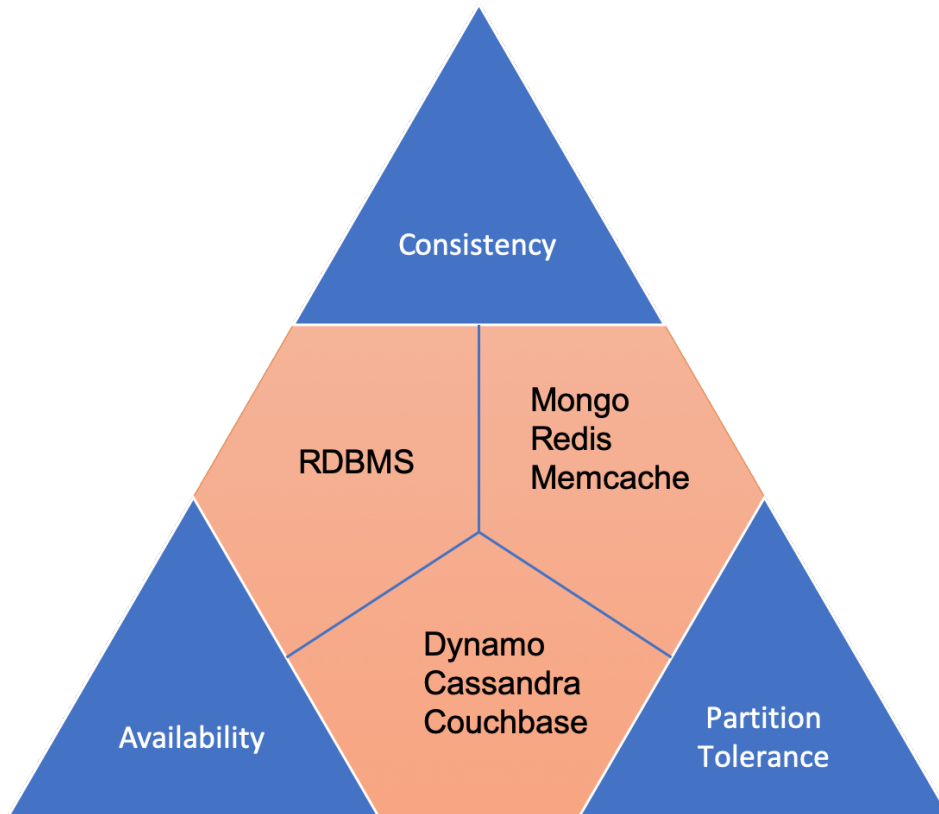 Consistency
RDBMS
Mongo
Redis
Memcache
Dynamo
Cassandra
Couchbase
Availability
Partition
Tolerance